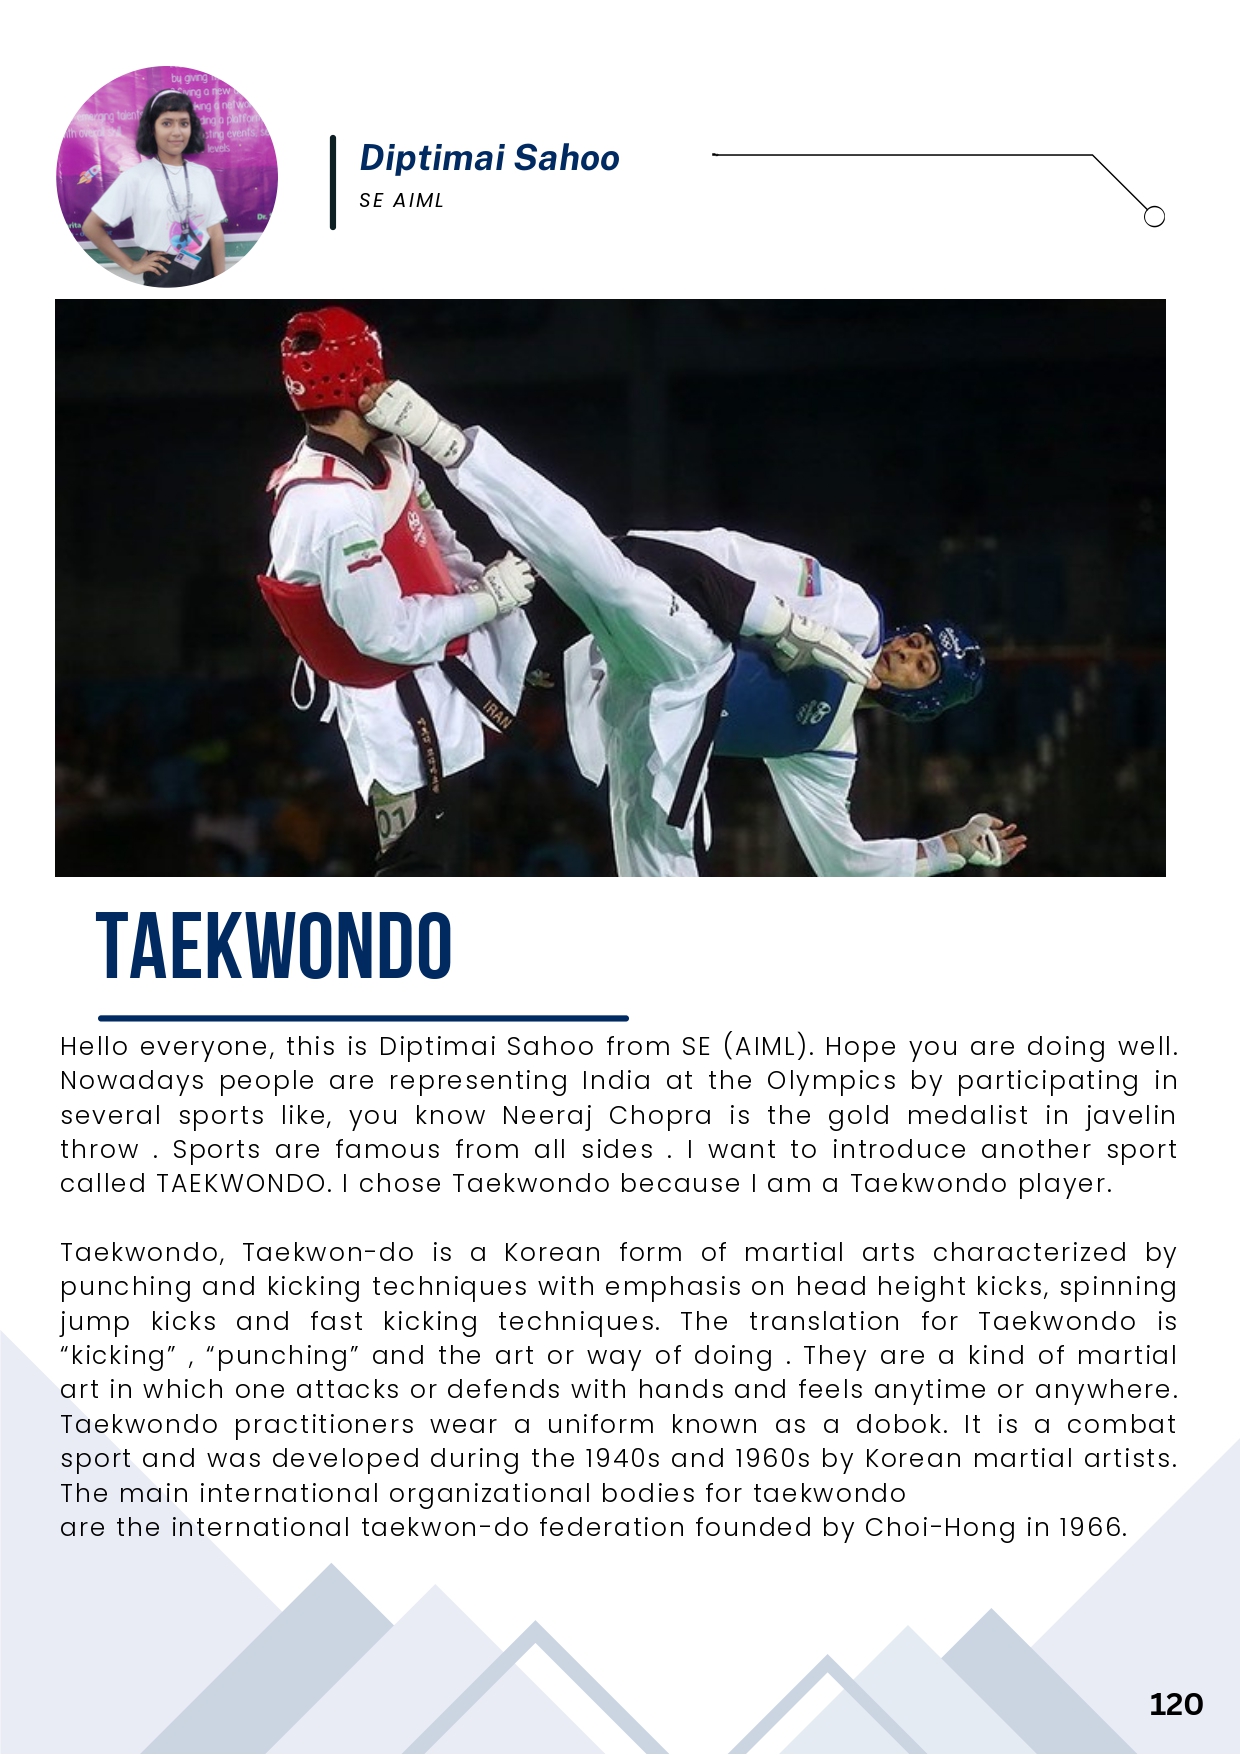 by giving
giving a new
Diptimai Sahoo
SE AIML
IRAN
01
TAEKWONDO
Hello everyone, this is Diptimai Sahoo from SE (AIML). Hope you are doing well.
Nowadays people are representing India at the Olympics by participating in
several sports like, you know Neeraj Chopra is the gold medalist in javelin
throw . Sports are famous from all sides . I want to introduce another sport
called TAEKWONDO. I chose Taekwondo because I am a Taekwondo player.
Taekwondo, Taekwon-do is a Korean form of martial arts characterized by
punching and kicking techniques with emphasis on head height kicks, spinning
jump kicks and fast kicking techniques. The translation for Taekwondo is
“kicking” , “punching” and the art or way of doing . They are a kind of martial
art in which one attacks or defends with hands and feels anytime or anywhere.
Taekwondo practitioners wear a uniform known as a dobok. It is a combat
sport and was developed during the 1940s and 1960s by Korean martial artists.
The main international organizational bodies for taekwondo
are the international taekwon-do federation founded by Choi-Hong in 1966.
120